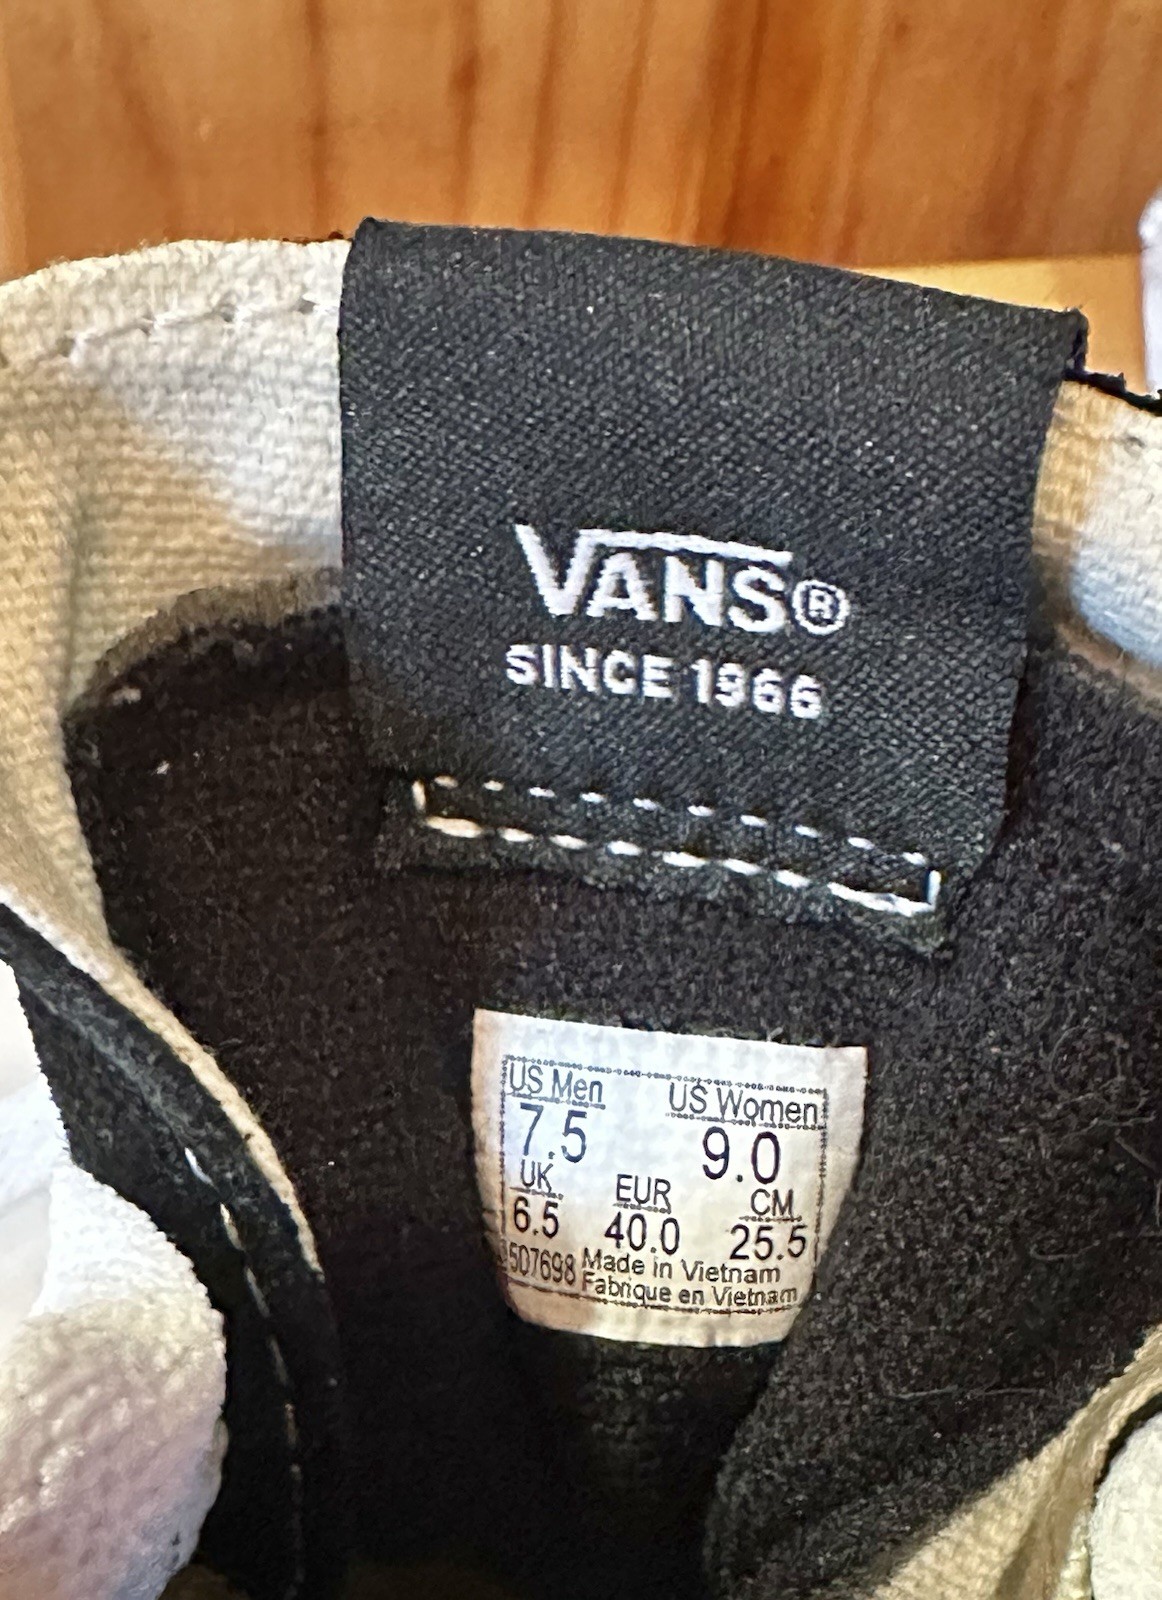 VANS®
SINCE 1966
US Men US Women
7.5 9.0
UK EUR CM
6.5 40.0 25.5
507698 Made in Vietnam
Fabrique en Vietnam